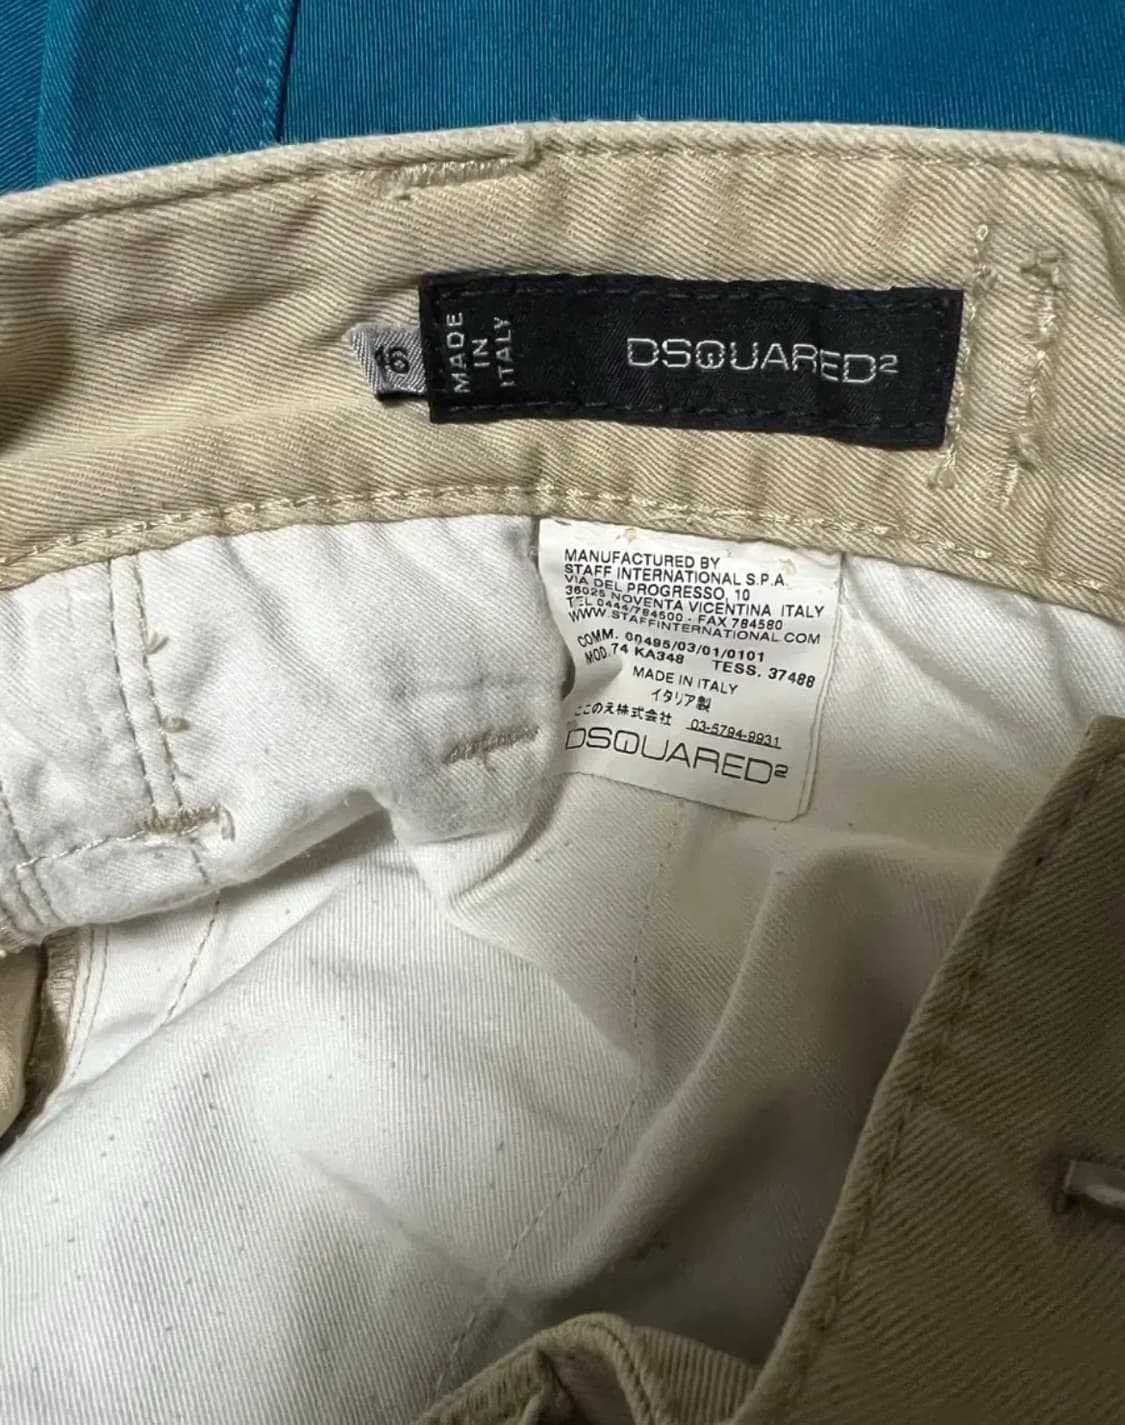 16
MADE
IN
ITALY
DSQUARED²
MANUFACTURED BY
STAFF INTERNATIONAL S.P.A.
VIA DEL PROGRESSO, 10
36025 NOVENTA VICENTINA ITALY
TEL 0444/784500 - FAX 784580
WWW.STAFFINTERNATIONAL.COM
COMM. 00495/03/01/0101
MOD.74 KA348 TESS. 37488
MADE IN ITALY
イタリア製
ここのえ株式会社 03-5794-9931
DSQUARED²